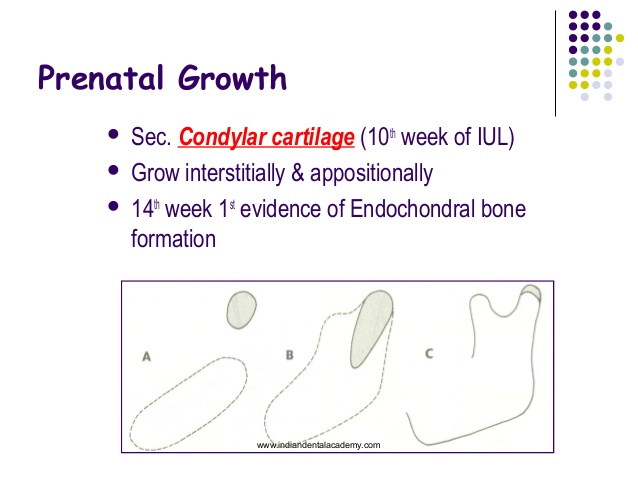 Prenatal Growth
Sec. Condylar cartilage (10th week of IUL)
Grow interstitially & appositionally
14th week 1st evidence of Endochondral bone
formation
A B C
www.indiandentalacademy.com